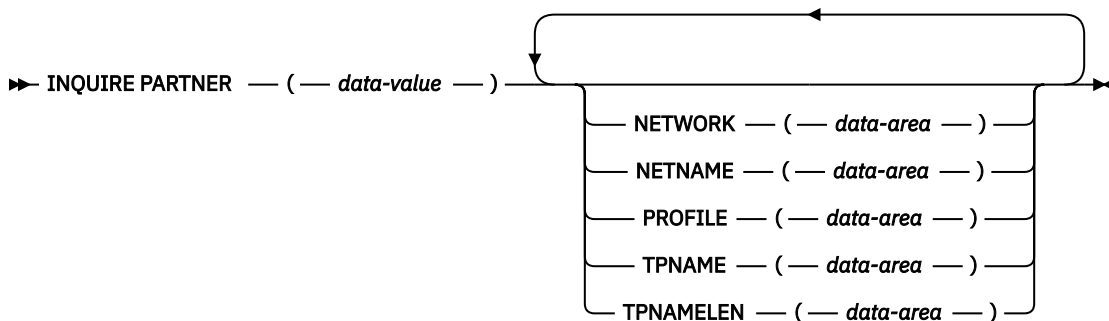 INQUIRE PARTNER ( data-value )
NETWORK ( data-area )
NETNAME ( data-area )
PROFILE ( data-area )
TPNAME ( data-area )
TPNAMELEN ( data-area )